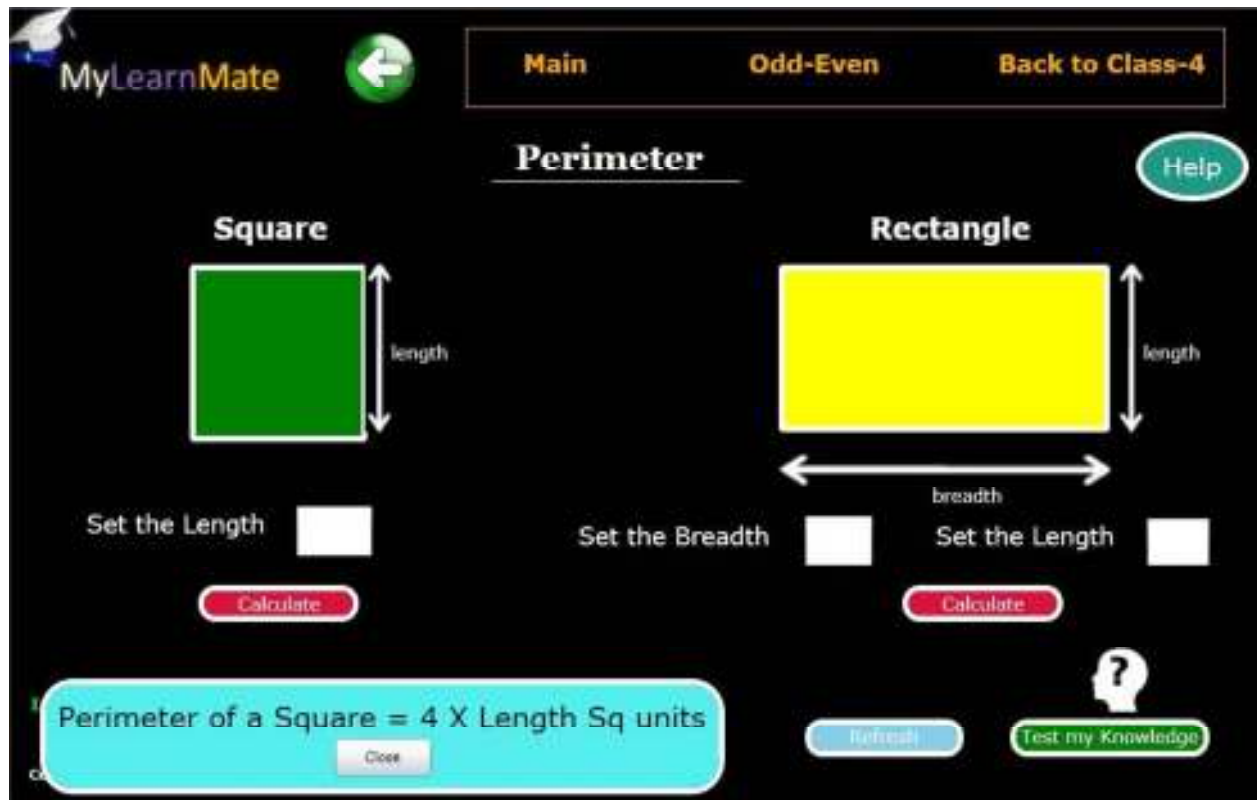 MyLearnMate
Main Odd-Even Back to Class-4
Perimeter
Help
Square Rectangle
length length
breadth
Set the Length Set the Breadth Set the Length
Calculate Calculate
?
Perimeter of a Square = 4 X Length Sq units
Close
Refresh Test my Knowledge